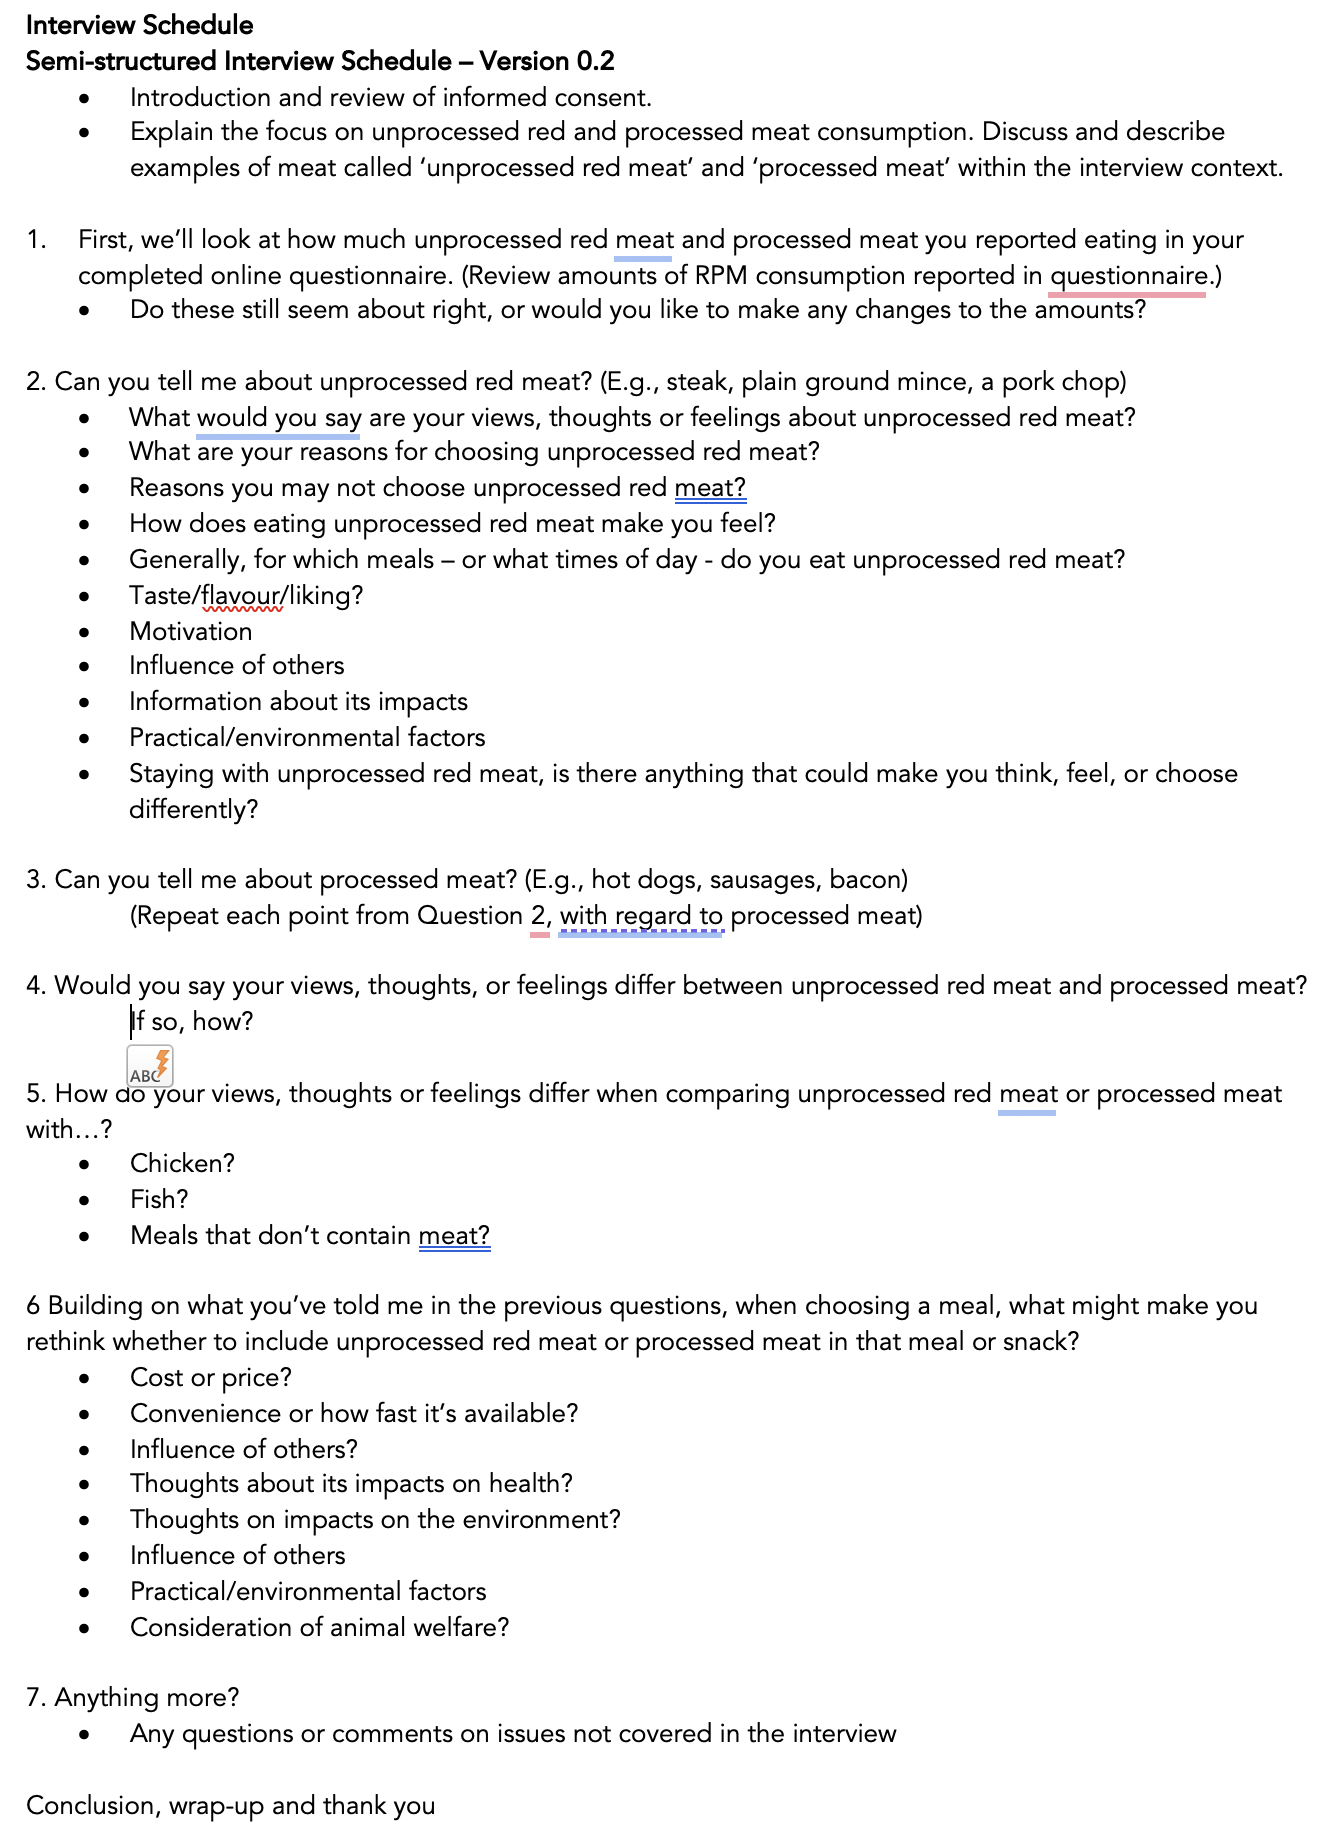 Interview Schedule
Semi-structured Interview Schedule – Version 0.2
• Introduction and review of informed consent.
• Explain the focus on unprocessed red and processed meat consumption. Discuss and describe
examples of meat called ‘unprocessed red meat’ and ‘processed meat’ within the interview context.
1. First, we’ll look at how much unprocessed red meat and processed meat you reported eating in your
completed online questionnaire. (Review amounts of RPM consumption reported in questionnaire.)
• Do these still seem about right, or would you like to make any changes to the amounts?
2. Can you tell me about unprocessed red meat? (E.g., steak, plain ground mince, a pork chop)
• What would you say are your views, thoughts or feelings about unprocessed red meat?
• What are your reasons for choosing unprocessed red meat?
• Reasons you may not choose unprocessed red meat?
• How does eating unprocessed red meat make you feel?
• Generally, for which meals – or what times of day - do you eat unprocessed red meat?
• Taste/flavour/liking?
• Motivation
• Influence of others
• Information about its impacts
• Practical/environmental factors
• Staying with unprocessed red meat, is there anything that could make you think, feel, or choose
differently?
3. Can you tell me about processed meat? (E.g., hot dogs, sausages, bacon)
(Repeat each point from Question 2, with regard to processed meat)
4. Would you say your views, thoughts, or feelings differ between unprocessed red meat and processed meat?
If so, how?
ABC
5. How do your views, thoughts or feelings differ when comparing unprocessed red meat or processed meat
with…?
• Chicken?
• Fish?
• Meals that don’t contain meat?
6 Building on what you’ve told me in the previous questions, when choosing a meal, what might make you
rethink whether to include unprocessed red meat or processed meat in that meal or snack?
• Cost or price?
• Convenience or how fast it’s available?
• Influence of others?
• Thoughts about its impacts on health?
• Thoughts on impacts on the environment?
• Influence of others
• Practical/environmental factors
• Consideration of animal welfare?
7. Anything more?
• Any questions or comments on issues not covered in the interview
Conclusion, wrap-up and thank you